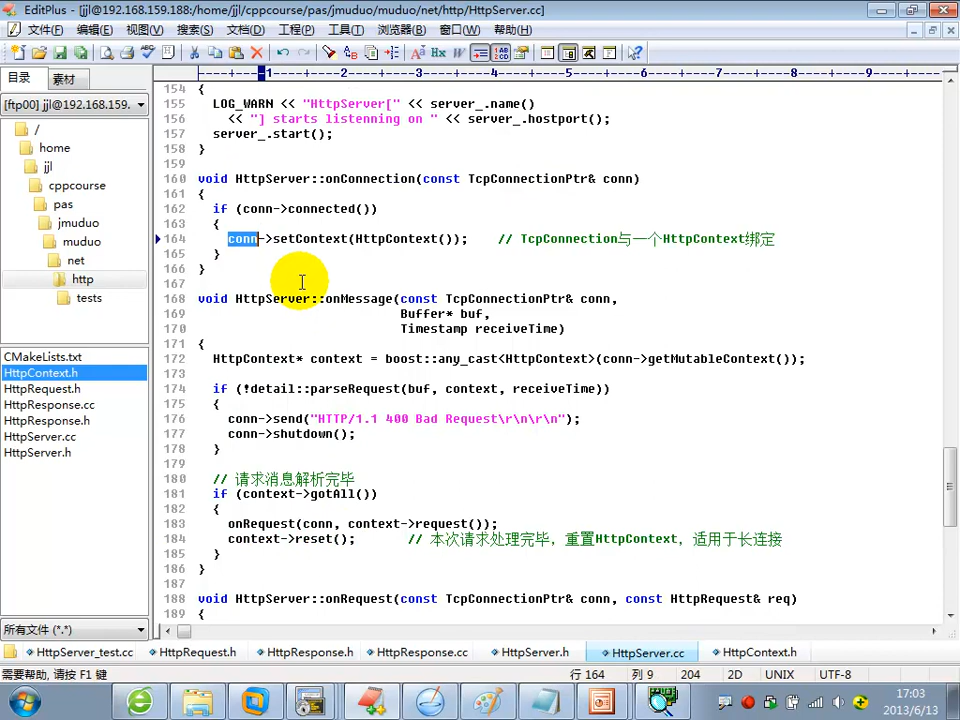 EditPlus - [jjl@192.168.159.188:/home/jjl/cppcourse/pas/jmuduo/muduo/net/http/HttpServer.cc]
文件(F) 编辑(E) 视图(V) 搜索(S) 文档(D) 工程(P) 工具(T) 浏览器(B) 窗口(W) 帮助(H)
目录 素材
[ftp00] jjl@192.168.159.
/
home
jjl
cppcourse
pas
jmuduo
muduo
net
http
tests
CMakeLists.txt
HttpContext.h
HttpRequest.h
HttpResponse.cc
HttpResponse.h
HttpServer.cc
HttpServer.h
所有文件 (*.*)
----+----1----+----2----+----3----+----4----+----5----+----6----+----7----+----8----+----9----+--
154 {
155 LOG_WARN << "HttpServer[" << server_.name()
156 << "] starts listenning on " << server_.hostport();
157 server_.start();
158 }
159
160 void HttpServer::onConnection(const TcpConnectionPtr& conn)
161 {
162 if (conn->connected())
163 {
164 conn->setContext(HttpContext()); // TcpConnection与一个HttpContext绑定
165 }
166 }
167
168 void HttpServer::onMessage(const TcpConnectionPtr& conn,
169 Buffer* buf,
170 Timestamp receiveTime)
171 {
172 HttpContext* context = boost::any_cast<HttpContext>(conn->getMutableContext());
173
174 if (!detail::parseRequest(buf, context, receiveTime))
175 {
176 conn->send("HTTP/1.1 400 Bad Request\r\n\r\n");
177 conn->shutdown();
178 }
179
180 // 请求消息解析完毕
181 if (context->gotAll())
182 {
183 onRequest(conn, context->request());
184 context->reset(); // 本次请求处理完毕，重置HttpContext，适用于长连接
185 }
186 }
187
188 void HttpServer::onRequest(const TcpConnectionPtr& conn, const HttpRequest& req)
189 {
HttpServer_test.cc HttpRequest.h HttpResponse.h HttpResponse.cc HttpServer.h HttpServer.cc HttpContext.h
需要帮助, 请按 F1 键 行 164 列 9 204 2D UNIX UTF-8
17:03
2013/6/13